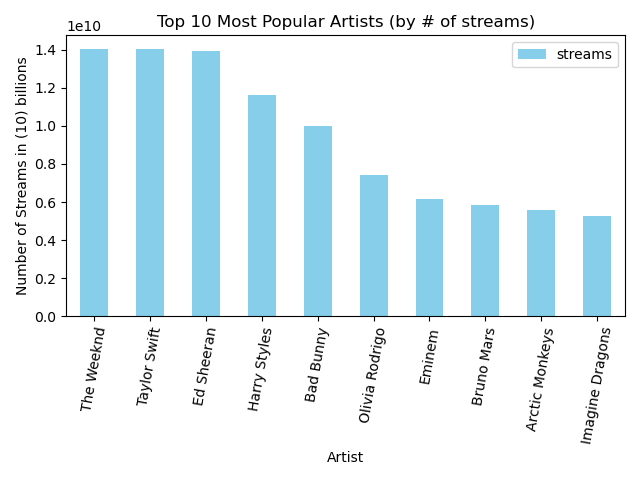 Top 10 Most Popular Artists (by # of streams)
1e10
streams
Number of Streams in (10) billions
1.4
1.2
1.0
0.8
0.6
0.4
0.2
0.0
The Weeknd
Taylor Swift
Ed Sheeran
Harry Styles
Bad Bunny
Olivia Rodrigo
Eminem
Bruno Mars
Arctic Monkeys
Imagine Dragons
Artist